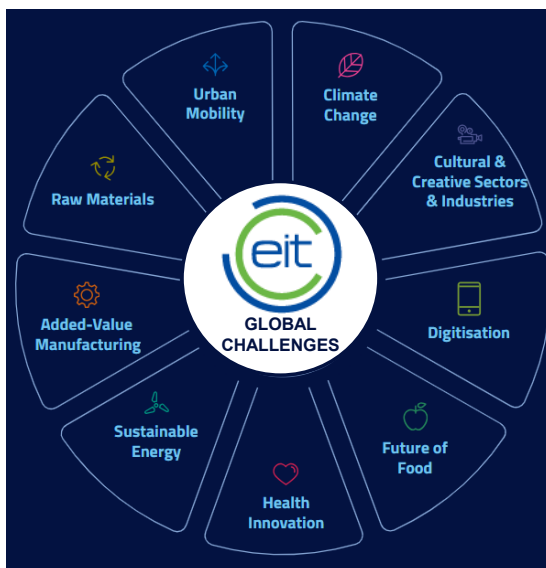 Urban
Mobility
Climate
Change
Cultural &
Creative Sectors
& Industries
Raw Materials
eit
GLOBAL
CHALLENGES
Added-Value
Manufacturing
Digitisation
Sustainable
Energy
Future of
Food
Health
Innovation